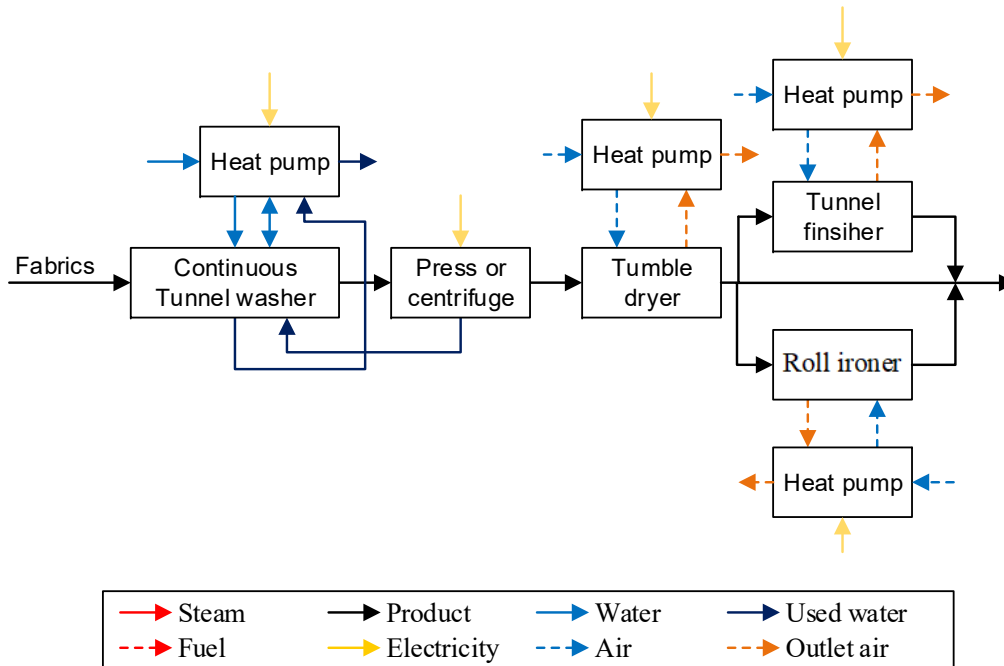 Heat pump
Heat pump
Heat pump
Fabrics
Continuous
Tunnel washer
Press or
centrifuge
Tumble
dryer
Tunnel
finsiher
Roll ironer
Heat pump
Steam
Product
Water
Used water
Fuel
Electricity
Air
Outlet air